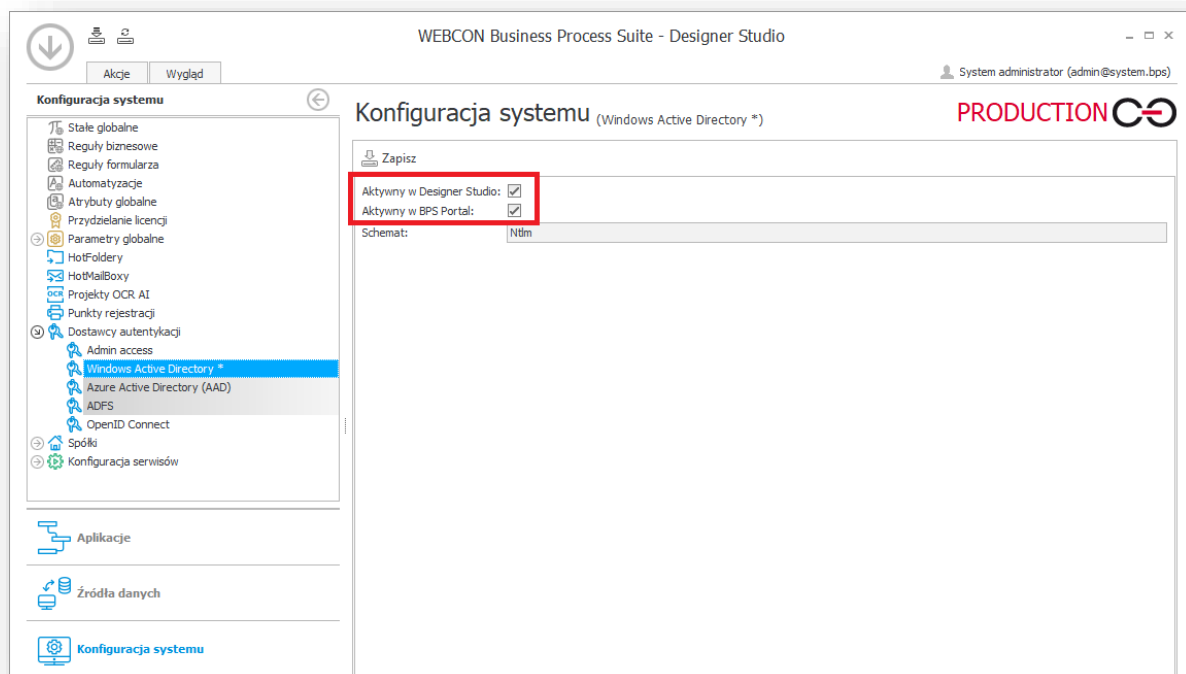 WEBCON Business Process Suite - Designer Studio
Akcje Wygląd
System administrator (admin@system.bps)
Konfiguracja systemu
Stałe globalne
Reguły biznesowe
Reguły formularza
Automatyzacje
Atrybuty globalne
Przydzielanie licencji
Parametry globalne
HotFoldery
HotMailBoxy
OCR Projekty OCR AI
Punkty rejestracji
Dostawcy autentykacji
Admin access
Windows Active Directory *
Azure Active Directory (AAD)
ADFS
OpenID Connect
Spółki
Konfiguracja serwisów
Aplikacje
Źródła danych
Konfiguracja systemu
Konfiguracja systemu (Windows Active Directory *)
PRODUCTION
Zapisz
Aktywny w Designer Studio:
Aktywny w BPS Portal:
Schemat: Ntlm